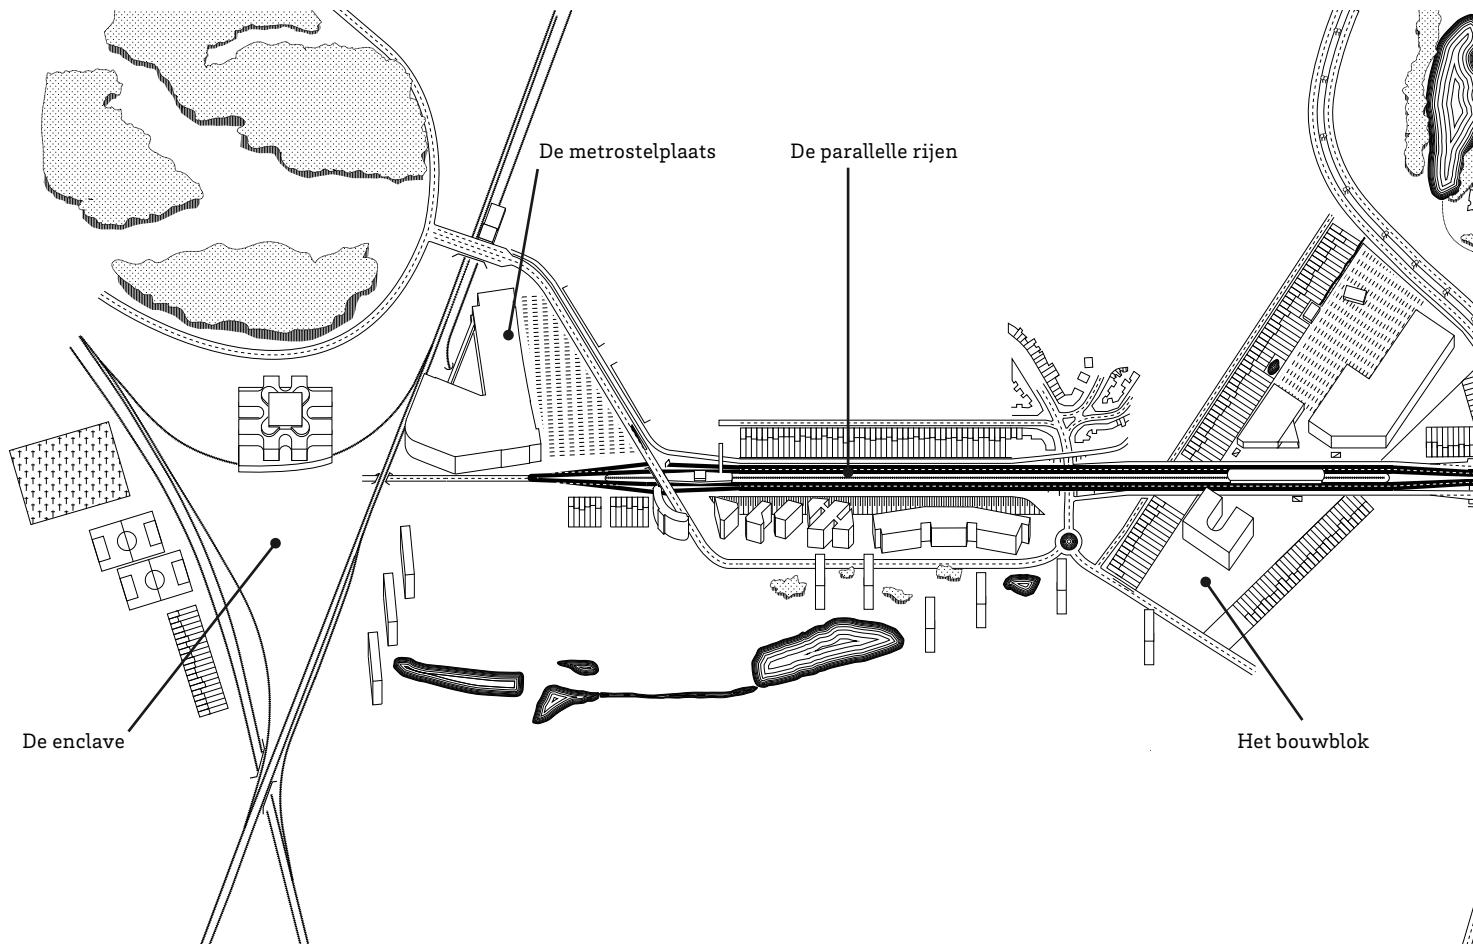 De metrostelplaats
De parallelle rijen
De enclave
Het bouwblok